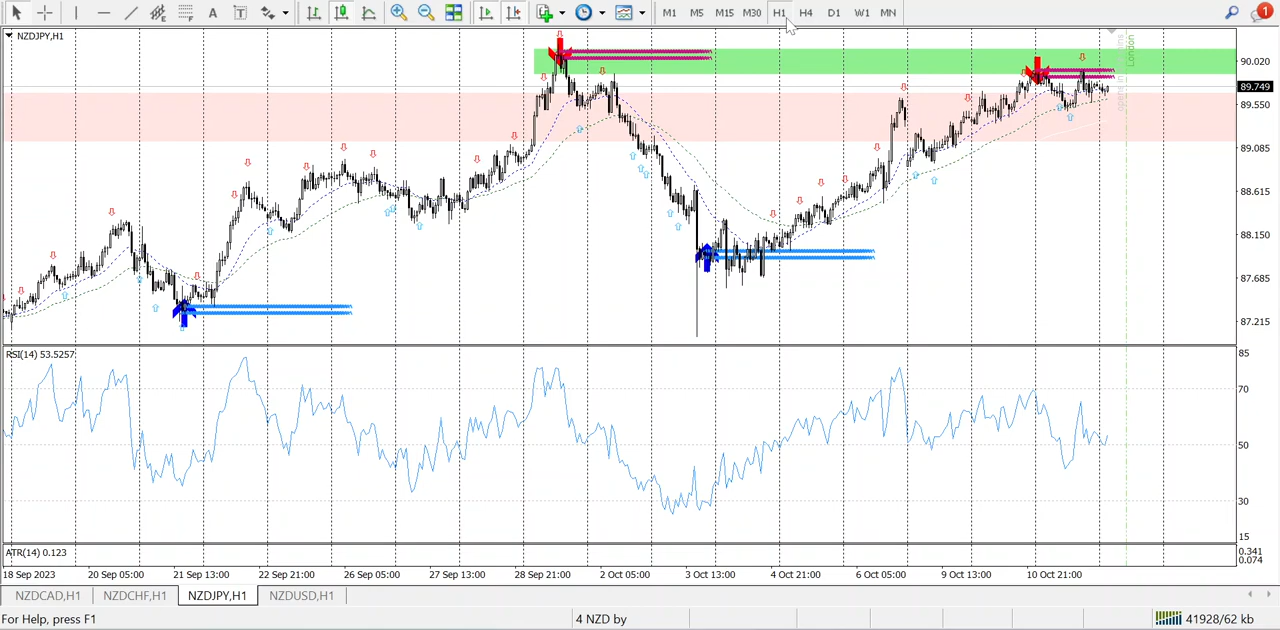 A T M1 M5 M15 M30 H1 H4 D1 W1 MN 1
NZDJPY,H1
London
90.020
89.749
89.550
89.085
88.615
88.150
87.685
87.215
RSI(14) 53.5257
85
70
50
30
15
ATR(14) 0.123
0.341
0.074
18 Sep 2023 20 Sep 05:00 21 Sep 13:00 22 Sep 21:00 26 Sep 05:00 27 Sep 13:00 28 Sep 21:00 2 Oct 05:00 3 Oct 13:00 4 Oct 21:00 6 Oct 05:00 9 Oct 13:00 10 Oct 21:00
NZDCAD,H1 NZDCHF,H1 NZDJPY,H1 NZDUSD,H1
For Help, press F1 4 NZD by 41928/62 kb